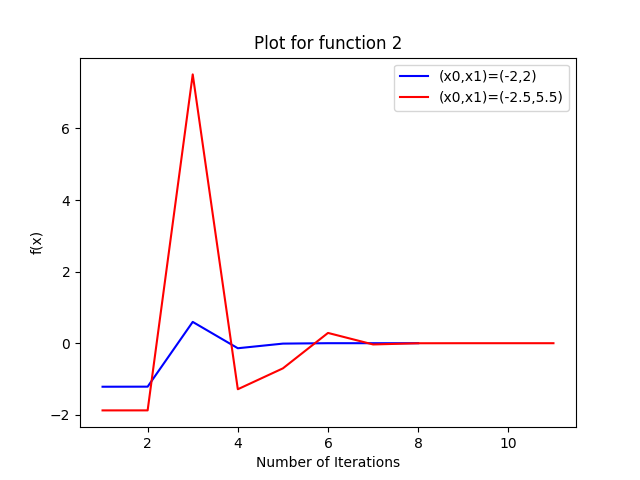 Plot for function 2
(x0,x1)=(-2,2)
(x0,x1)=(-2.5,5.5)
f(x)
6
4
2
0
−2
2 4 6 8 10
Number of Iterations